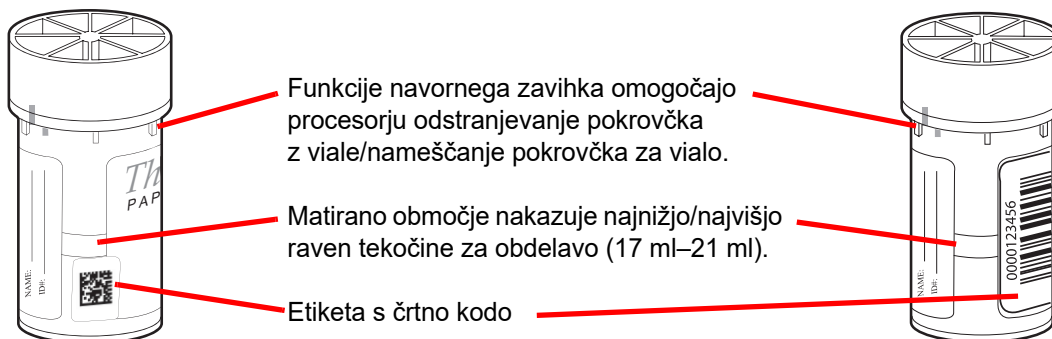 Funkcije navornega zavihka omogočajo
procesorju odstranjevanje pokrovčka
z viale/nameščanje pokrovčka za vialo.
Th
PAP
Matirano območje nakazuje najnižjo/najvišjo
raven tekočine za obdelavo (17 ml–21 ml).
NAME:
ID#:
Etiketa s črtno kodo
NAME:
ID#:
0000123456